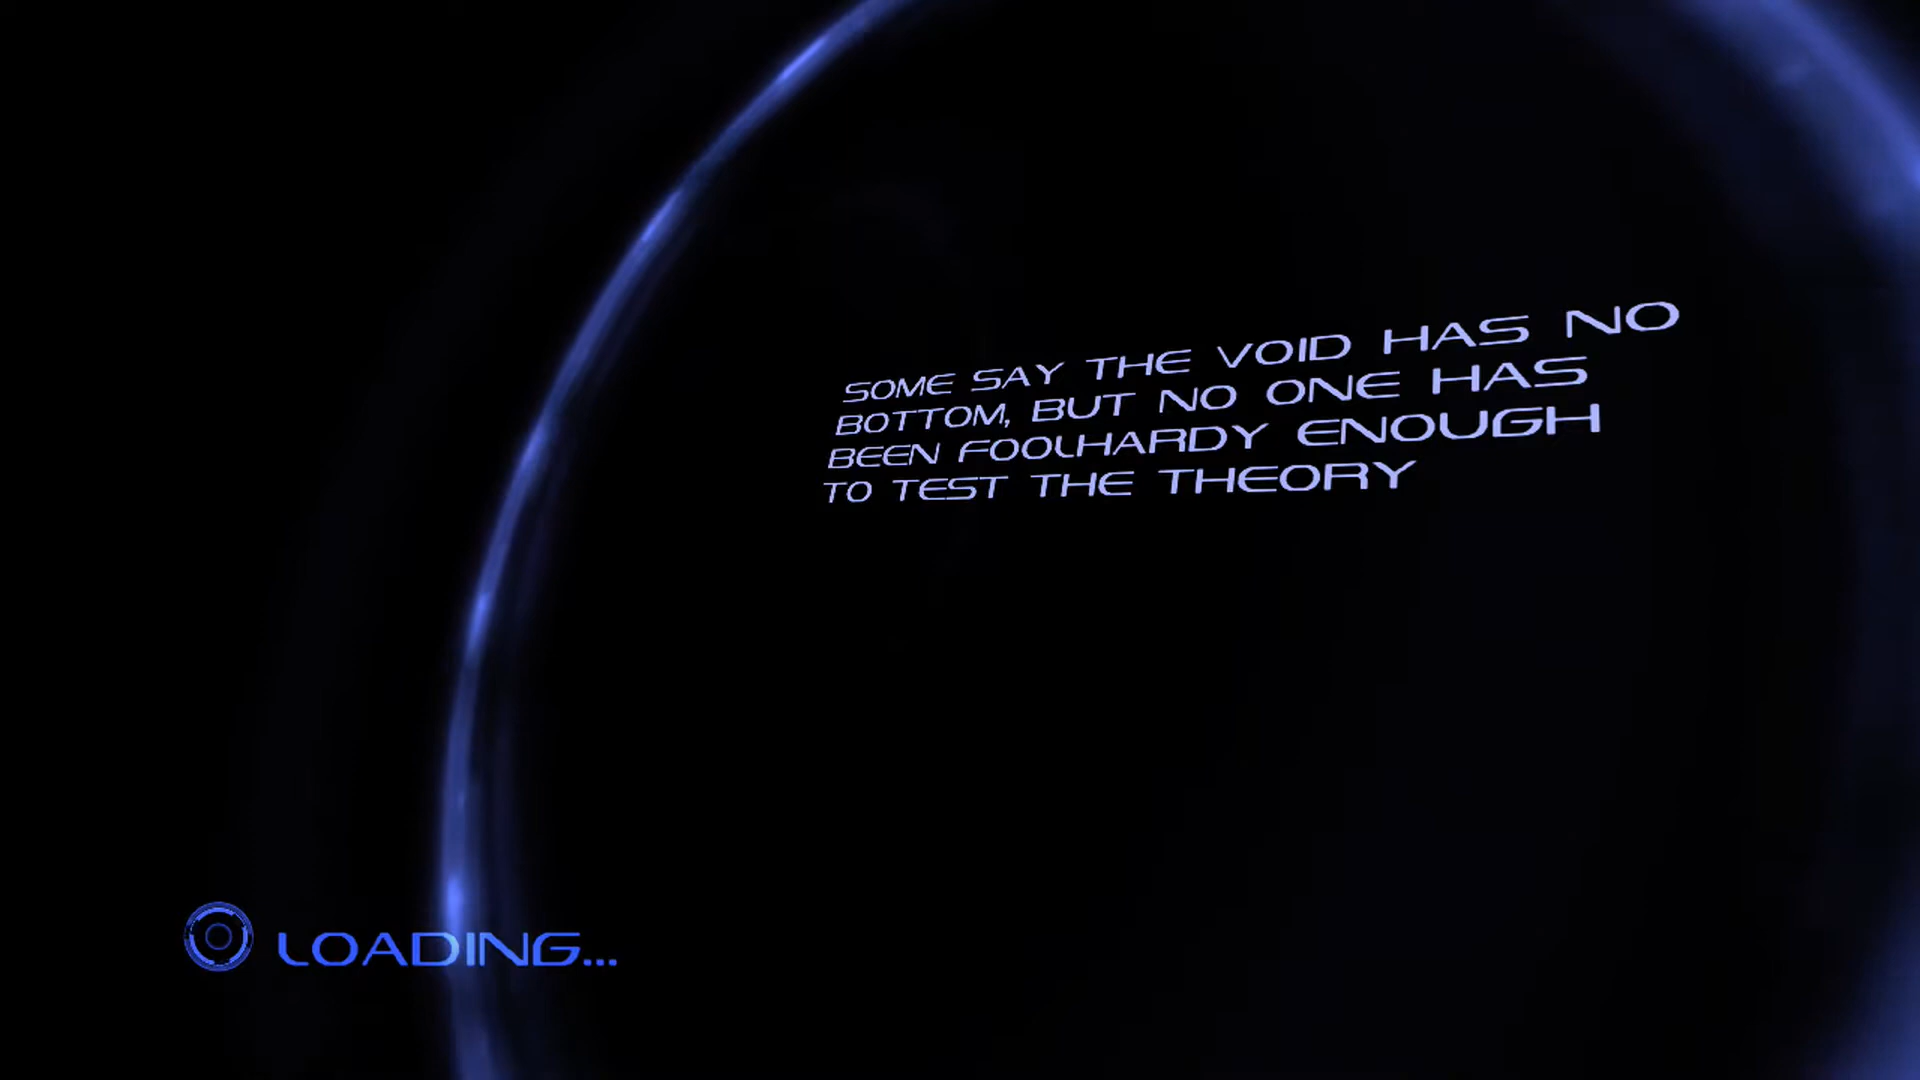 SOME SAY THE VOID HAS NO
BOTTOM, BUT NO ONE HAS
BEEN FOOLHARDY ENOUGH
TO TEST THE THEORY
LOADING...